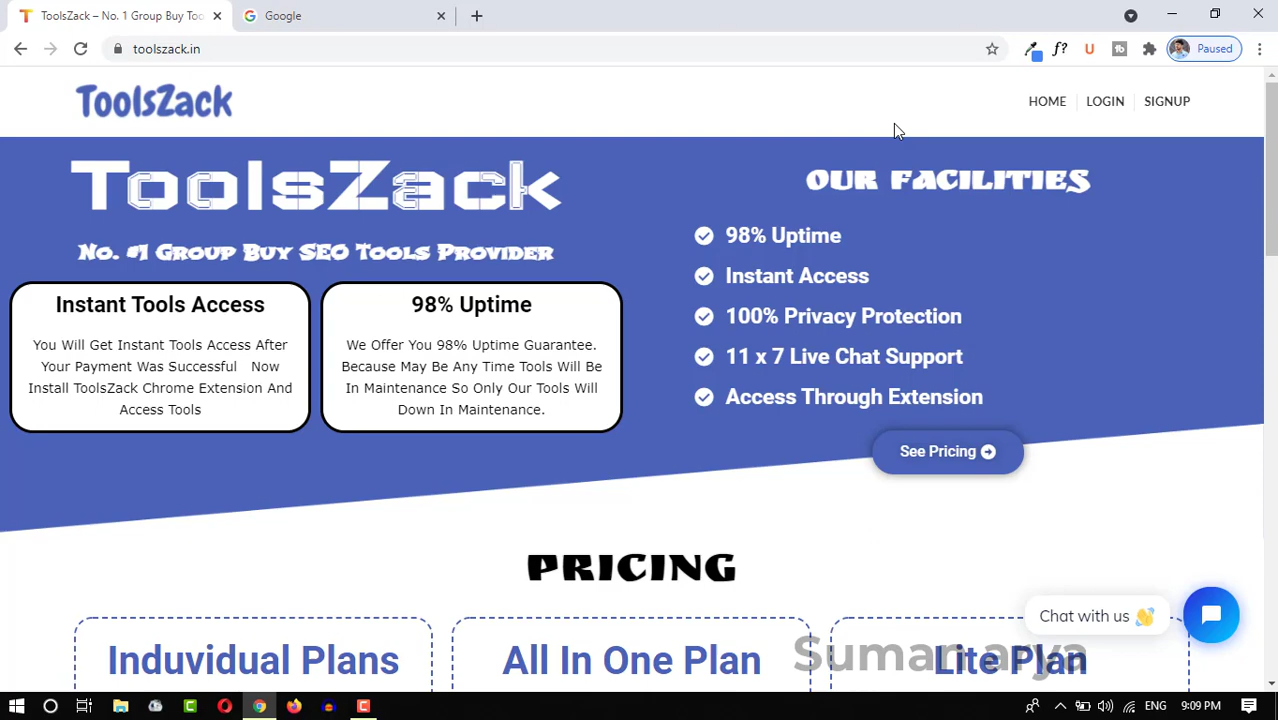 ToolsZack – No. 1 Group Buy Too
Google
toolszack.in
Paused
ToolsZack
HOME
LOGIN
SIGNUP
ToolsZack
No. #1 Group Buy SEO Tools Provider
Instant Tools Access
You Will Get Instant Tools Access After
Your Payment Was Successful Now
Install ToolsZack Chrome Extension And
Access Tools
98% Uptime
We Offer You 98% Uptime Guarantee.
Because May Be Any Time Tools Will Be
In Maintenance So Only Our Tools Will
Down In Maintenance.
OUR FACILITIES
98% Uptime
Instant Access
100% Privacy Protection
11 x 7 Live Chat Support
Access Through Extension
See Pricing
PRICING
Induvidual Plans
All In One Plan
Lite Plan
Suman arya
Chat with us 👋
ENG
9:09 PM